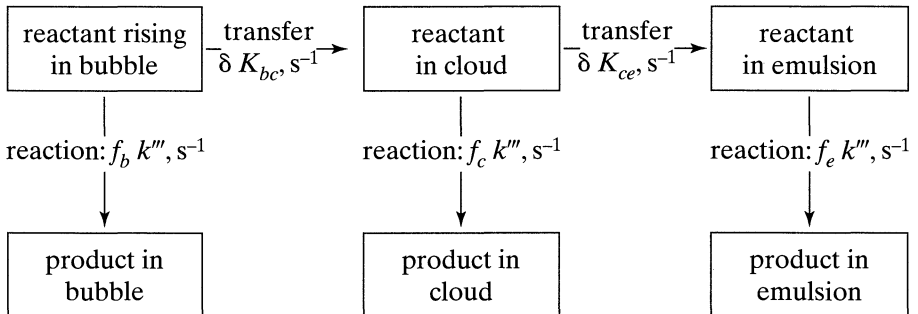 reactant rising
in bubble
transfer
δ K_bc, s⁻¹
reactant
in cloud
transfer
δ K_ce, s⁻¹
reactant
in emulsion
reaction: f_b k‴, s⁻¹
reaction: f_c k‴, s⁻¹
reaction: f_e k‴, s⁻¹
product in
bubble
product in
cloud
product in
emulsion